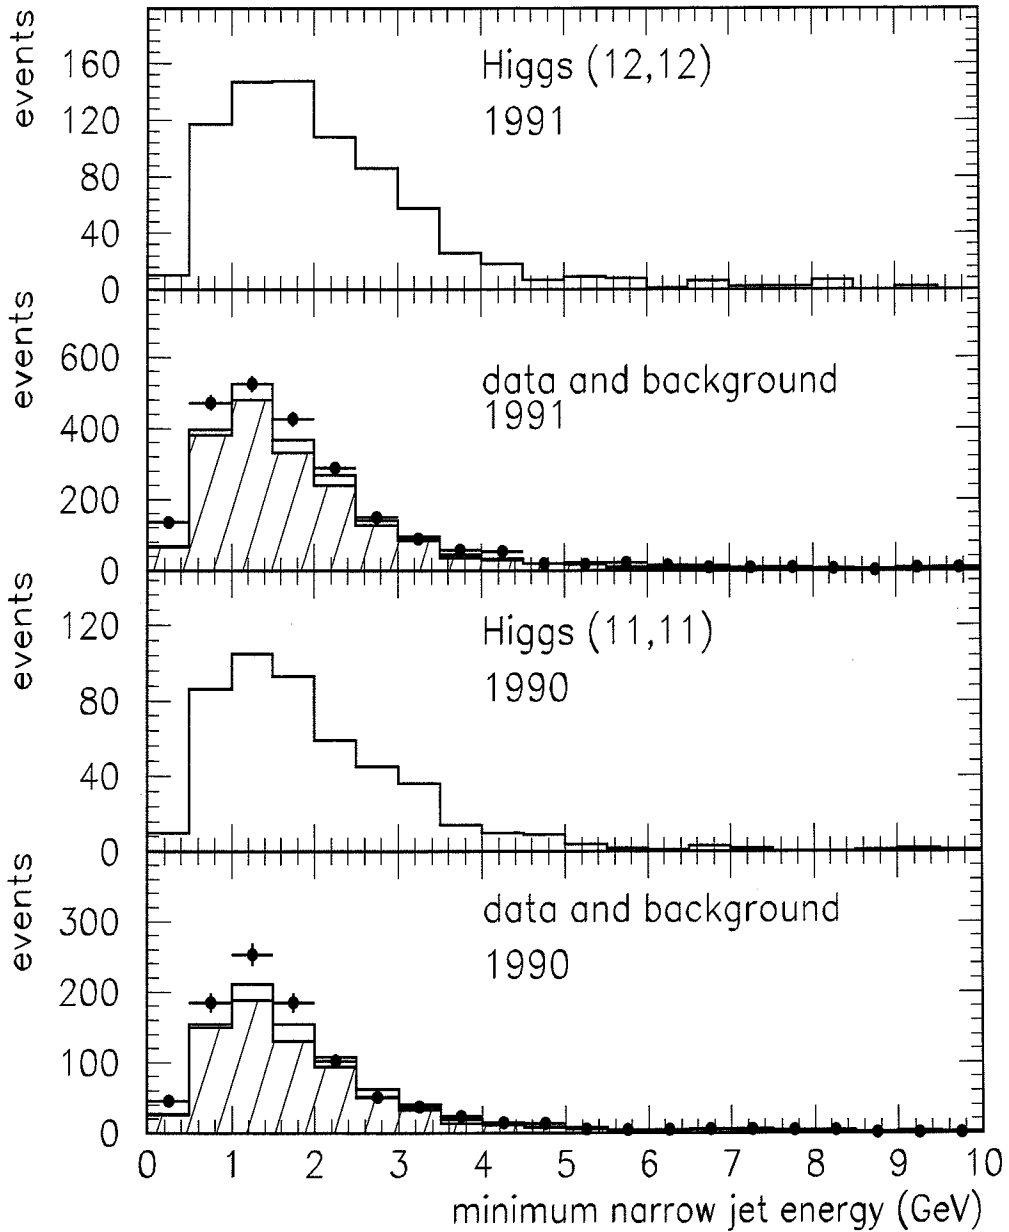 events
160
120
80
40
0
Higgs (12,12)
1991
events
600
400
200
0
data and background
1991
events
120
80
40
0
Higgs (11,11)
1990
events
300
200
100
0
data and background
1990
0 1 2 3 4 5 6 7 8 9 10
minimum narrow jet energy (GeV)